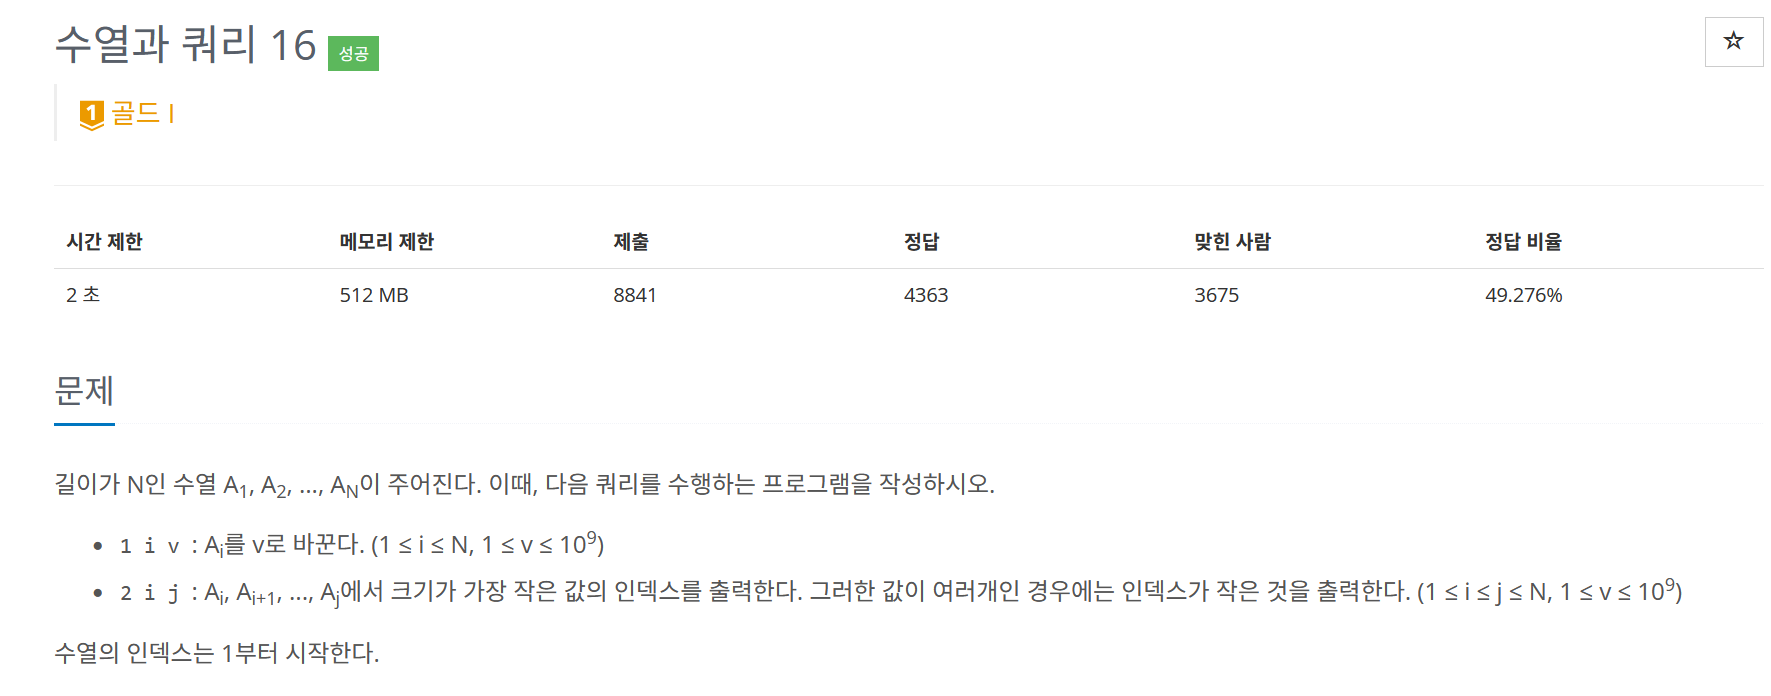 수열과 쿼리 16 성공
☆
1 골드 I
시간 제한 메모리 제한 제출 정답 맞힌 사람 정답 비율
2 초 512 MB 8841 4363 3675 49.276%
문제
길이가 N인 수열 A₁, A₂, ..., A_N이 주어진다. 이때, 다음 쿼리를 수행하는 프로그램을 작성하시오.
• 1 i v : Aᵢ를 v로 바꾼다. (1 ≤ i ≤ N, 1 ≤ v ≤ 10⁹)
• 2 i j : Aᵢ, Aᵢ₊₁, ..., Aⱼ에서 크기가 가장 작은 값의 인덱스를 출력한다. 그러한 값이 여러개인 경우에는 인덱스가 작은 것을 출력한다. (1 ≤ i ≤ j ≤ N, 1 ≤ v ≤ 10⁹)
수열의 인덱스는 1부터 시작한다.